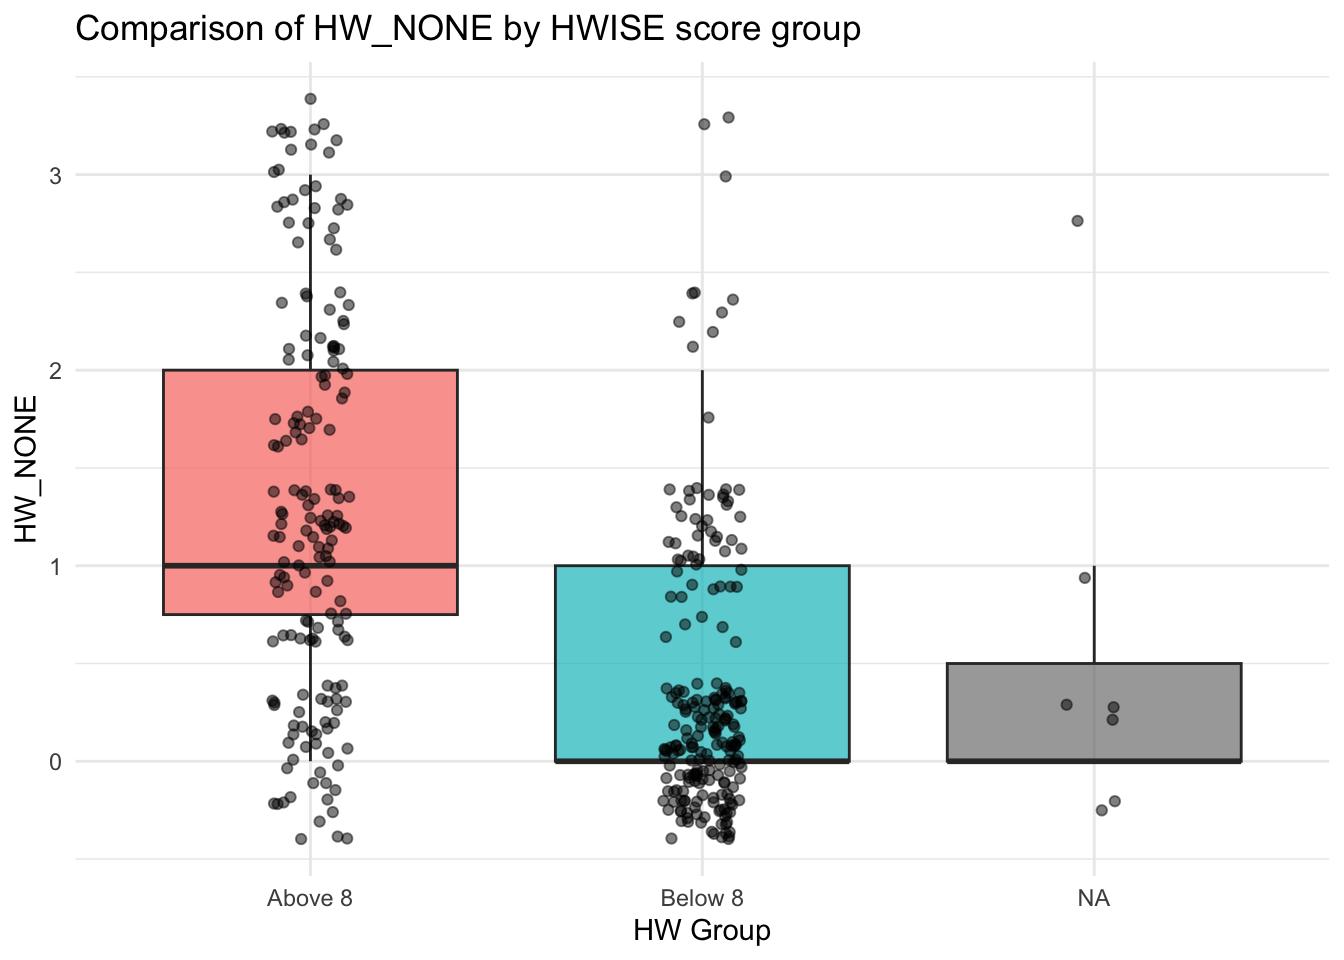 Comparison of HW_NONE by HWISE score group
3
2
1
0
HW_NONE
Above 8
Below 8
NA
HW Group